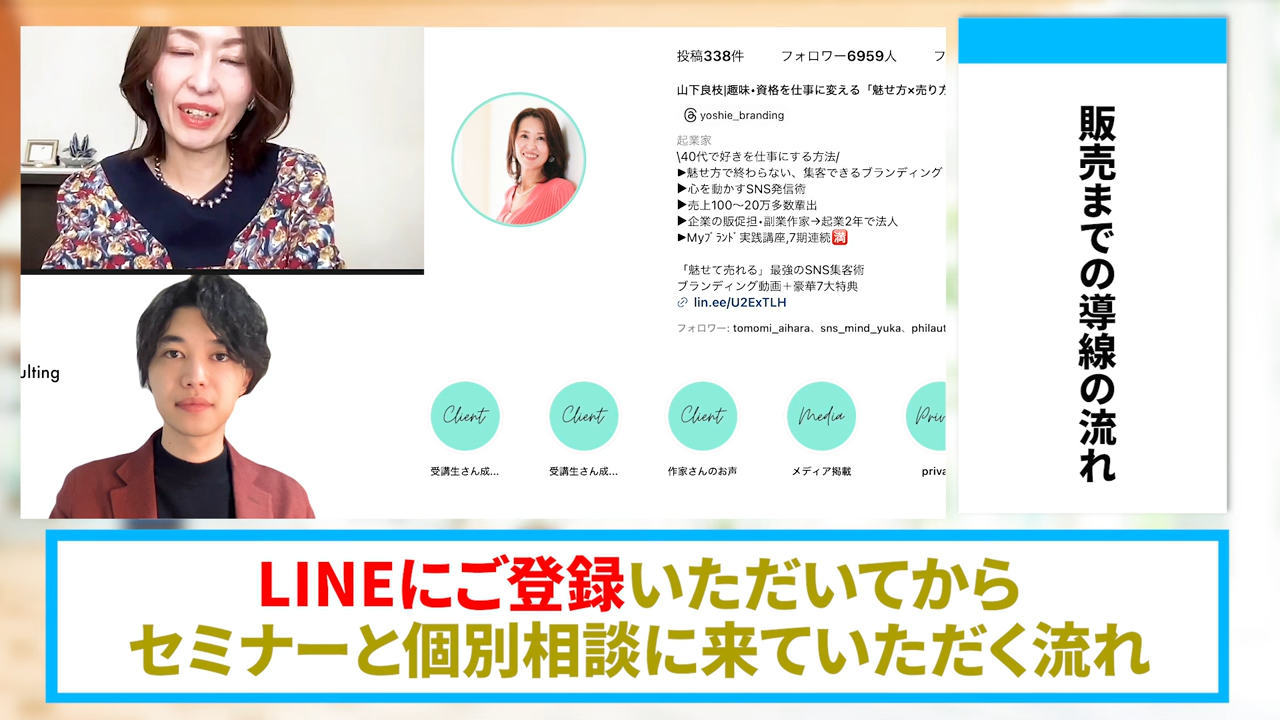 投稿338件 フォロワー6959人 フ
山下良枝|趣味・資格を仕事に変える「魅せ方×売り方
yoshie_branding
起業家
\40代で好きを仕事にする方法/
▶魅せ方で終わらない、集客できるブランディング
▶心を動かすSNS発信術
▶売上100〜20万多数輩出
▶企業の販促担・副業作家→起業2年で法人
▶Myﾌﾞﾗﾝﾄﾞ実践講座,7期連続🈵
「魅せて売れる」最強のSNS集客術
ブランディング動画＋豪華7大特典
lin.ee/U2ExTLH
フォロワー: tomomi_aihara、sns_mind_yuka、philaut
ulting
Client Client Client Media Priv
受講生さん成... 受講生さん成... 作家さんのお声 メディア掲載 priva
販売までの導線の流れ
LINEにご登録いただいてから
セミナーと個別相談に来ていただく流れ